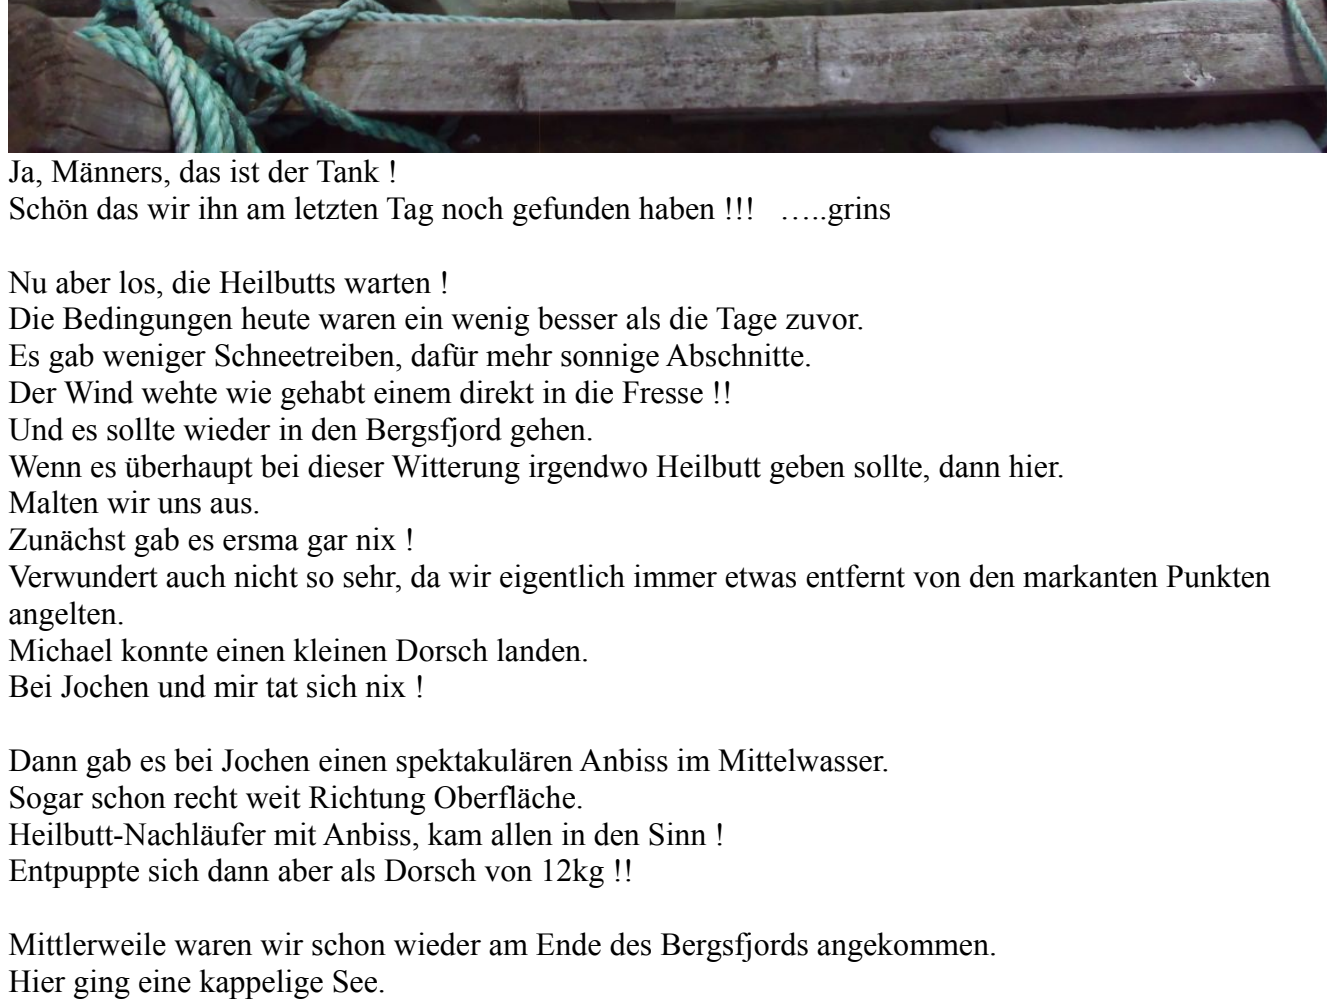 Ja, Männers, das ist der Tank !
Schön das wir ihn am letzten Tag noch gefunden haben !!!   …..grins
Nu aber los, die Heilbutts warten !
Die Bedingungen heute waren ein wenig besser als die Tage zuvor.
Es gab weniger Schneetreiben, dafür mehr sonnige Abschnitte.
Der Wind wehte wie gehabt einem direkt in die Fresse !!
Und es sollte wieder in den Bergsfjord gehen.
Wenn es überhaupt bei dieser Witterung irgendwo Heilbutt geben sollte, dann hier.
Malten wir uns aus.
Zunächst gab es ersma gar nix !
Verwundert auch nicht so sehr, da wir eigentlich immer etwas entfernt von den markanten Punkten
angelten.
Michael konnte einen kleinen Dorsch landen.
Bei Jochen und mir tat sich nix !
Dann gab es bei Jochen einen spektakulären Anbiss im Mittelwasser.
Sogar schon recht weit Richtung Oberfläche.
Heilbutt-Nachläufer mit Anbiss, kam allen in den Sinn !
Entpuppte sich dann aber als Dorsch von 12kg !!
Mittlerweile waren wir schon wieder am Ende des Bergsfjords angekommen.
Hier ging eine kappelige See.